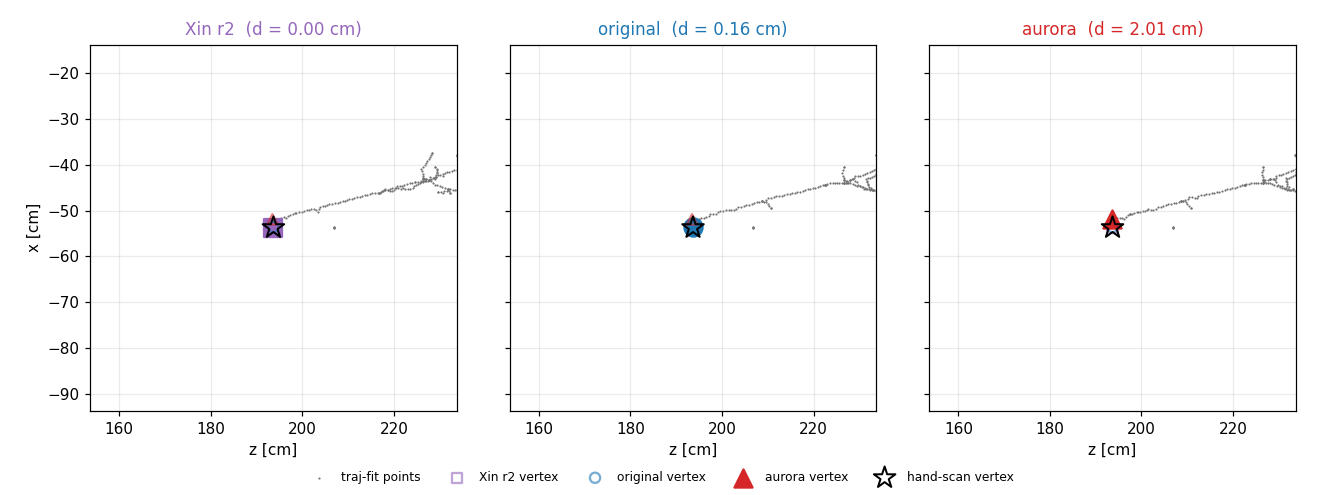 Xin r2  (d = 0.00 cm)
original  (d = 0.16 cm)
aurora  (d = 2.01 cm)
x [cm]
−20
−30
−40
−50
−60
−70
−80
−90
160 180 200 220
160 180 200 220
160 180 200 220
z [cm]
z [cm]
z [cm]
traj-fit points
Xin r2 vertex
original vertex
aurora vertex
hand-scan vertex